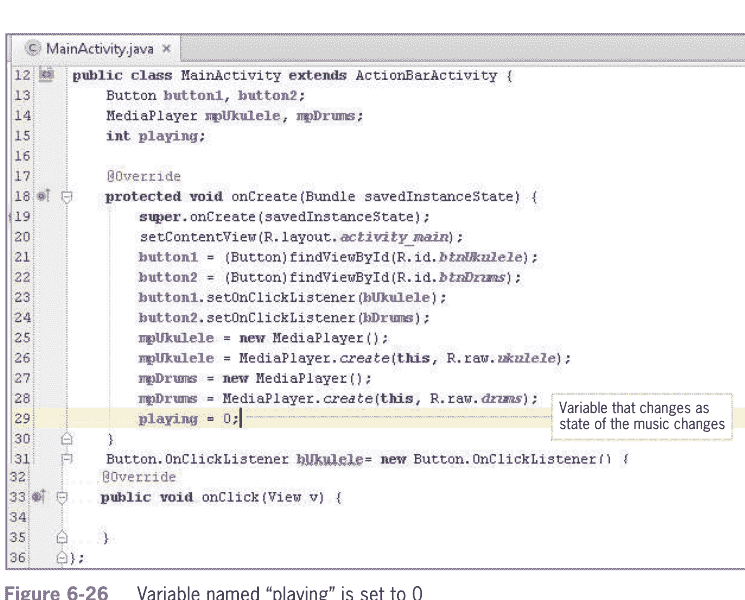 MainActivity.java ×
12 public class MainActivity extends ActionBarActivity {
13 Button button1, button2;
14 MediaPlayer mpUkulele, mpDrums;
15 int playing;
16
17 @Override
18 protected void onCreate(Bundle savedInstanceState) {
19 super.onCreate(savedInstanceState);
20 setContentView(R.layout.activity_main);
21 button1 = (Button)findViewById(R.id.btnUkulele);
22 button2 = (Button)findViewById(R.id.btnDrums);
23 button1.setOnClickListener(bUkulele);
24 button2.setOnClickListener(bDrums);
25 mpUkulele = new MediaPlayer();
26 mpUkulele = MediaPlayer.create(this, R.raw.ukulele);
27 mpDrums = new MediaPlayer();
28 mpDrums = MediaPlayer.create(this, R.raw.drums);
29 playing = 0;
Variable that changes as
state of the music changes
30 }
31 Button.OnClickListener bUkulele= new Button.OnClickListener() {
32 @Override
33 public void onClick(View v) {
34
35 }
36 };
Figure 6-26 Variable named “playing” is set to 0